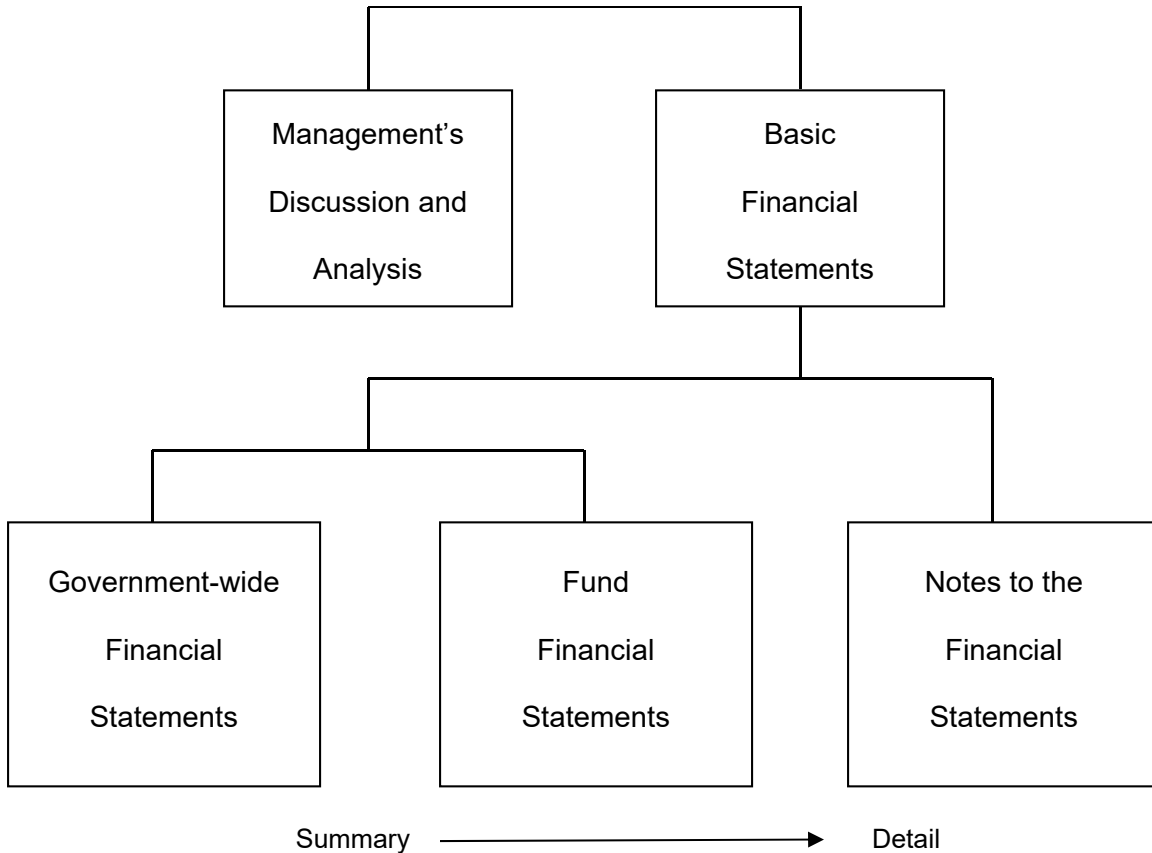 Management’s
Discussion and
Analysis
Basic
Financial
Statements
Government-wide
Financial
Statements
Fund
Financial
Statements
Notes to the
Financial
Statements
Summary
Detail